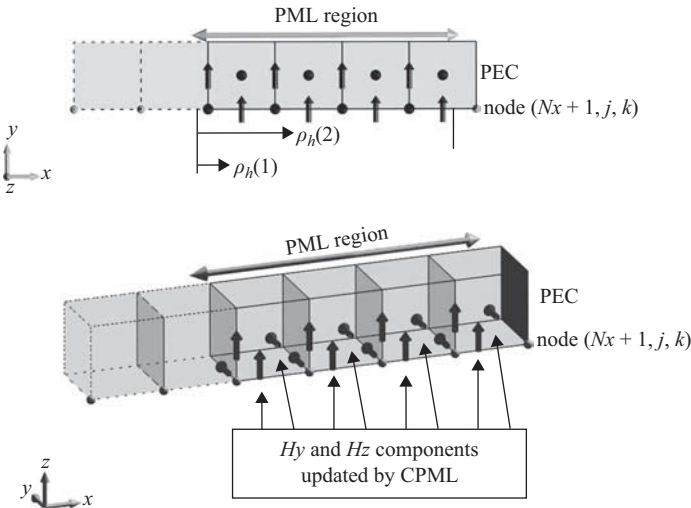 PML region
PEC
node (Nx + 1, j, k)
ρh(2)
ρh(1)
y
z
x
PML region
PEC
node (Nx + 1, j, k)
Hy and Hz components
updated by CPML
z
y
x